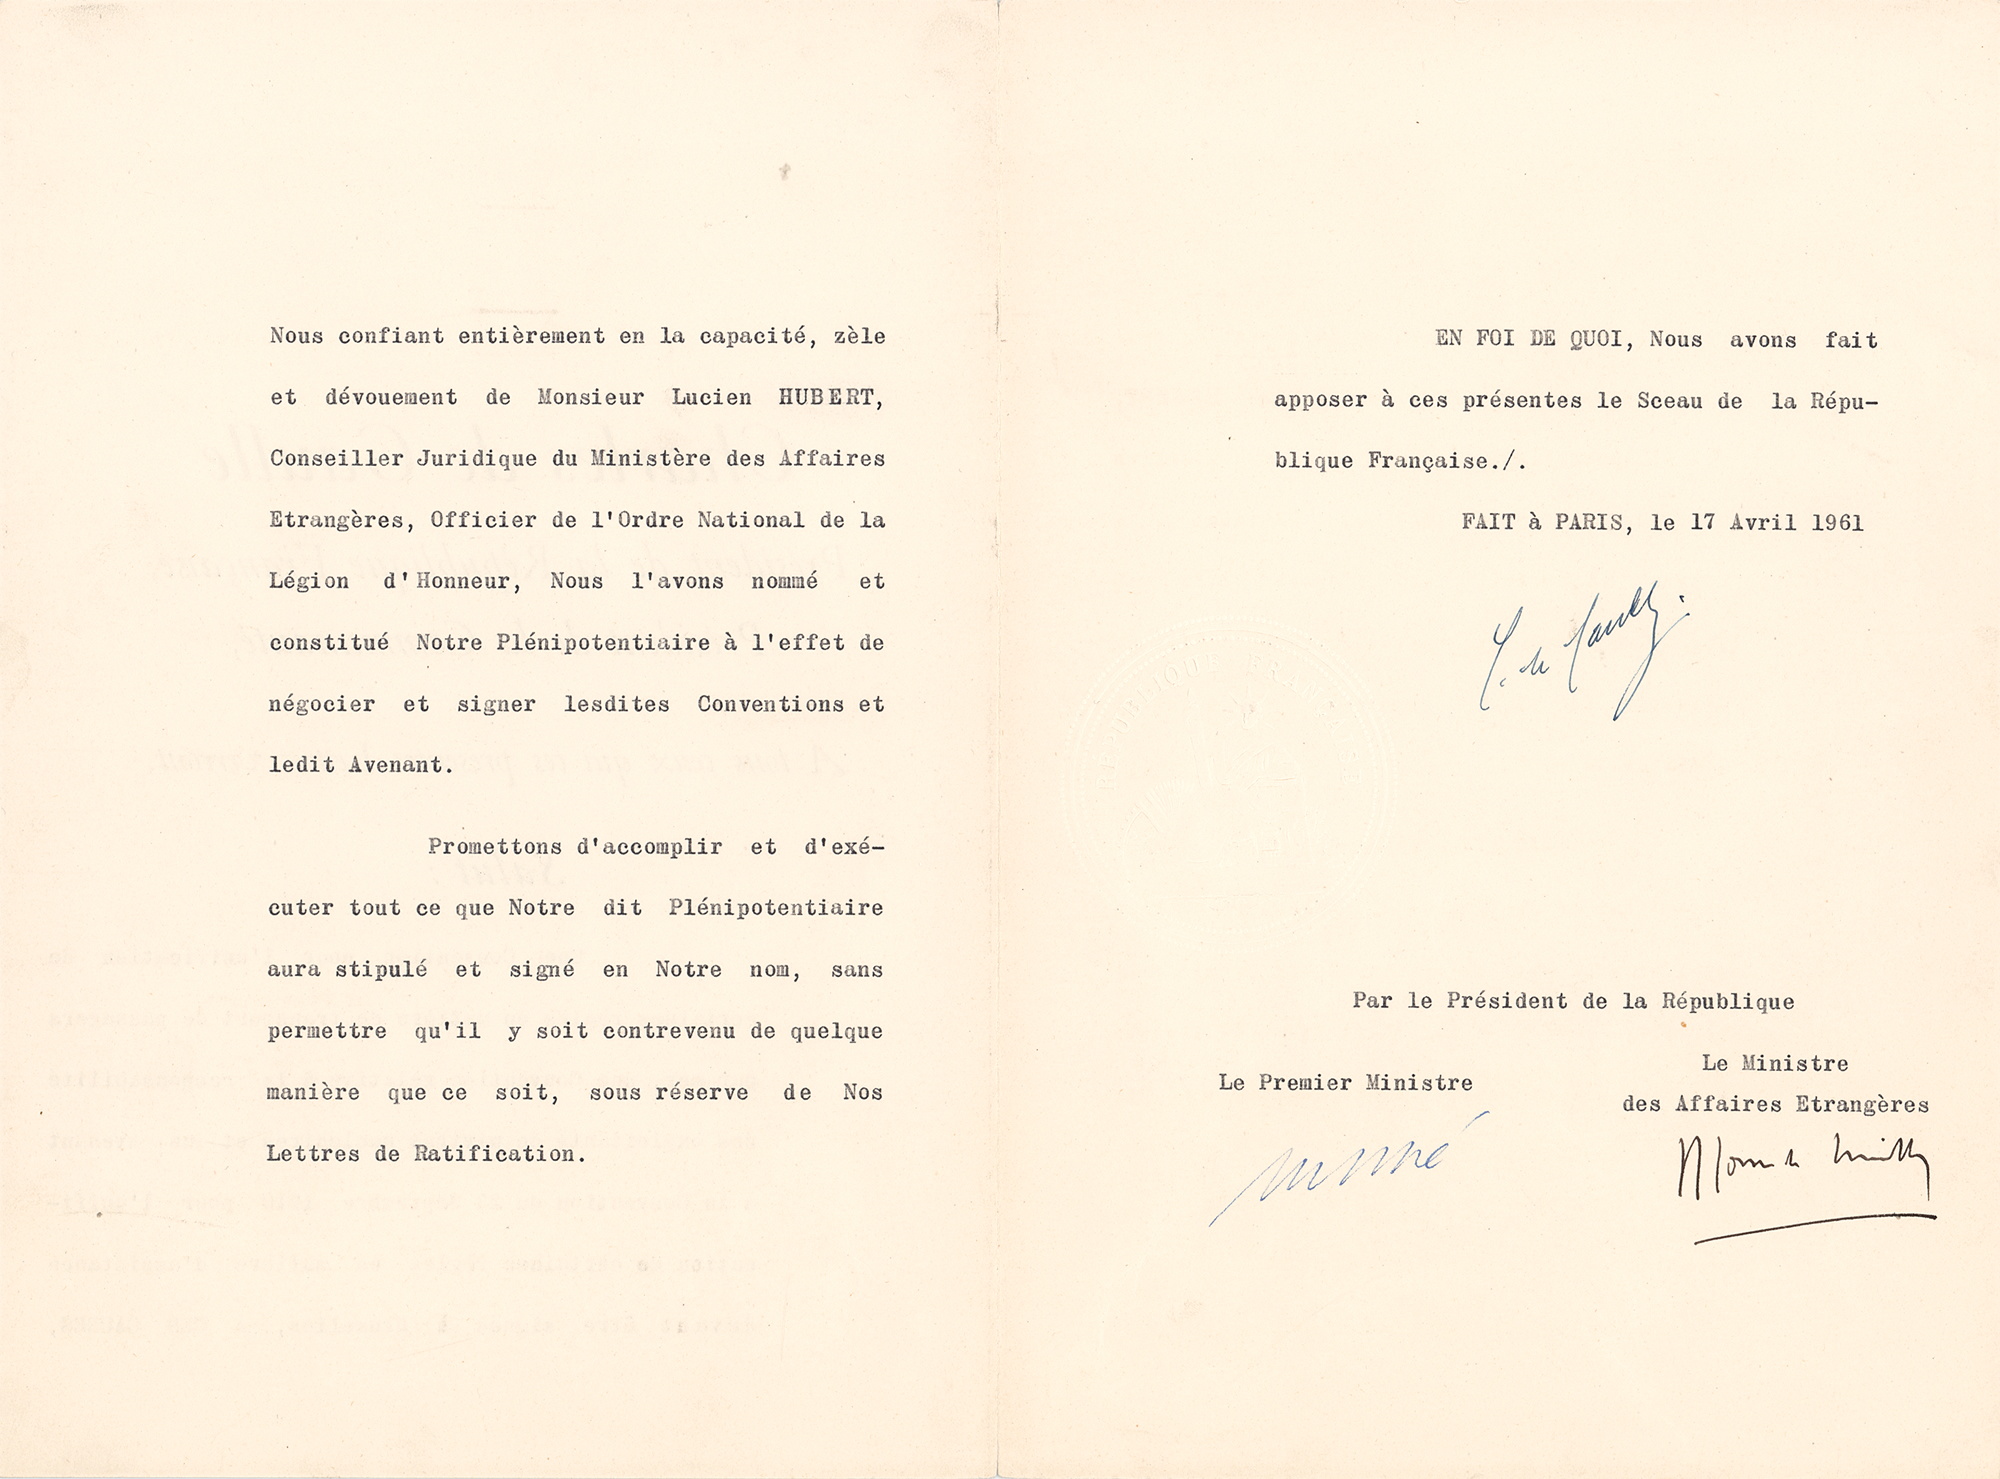 Nous confiant entièrement en la capacité, zèle
et dévouement de Monsieur Lucien HUBERT,
Conseiller Juridique du Ministère des Affaires
Etrangères, Officier de l'Ordre National de la
Légion d'Honneur, Nous l'avons nommé et
constitué Notre Plénipotentiaire à l'effet de
négocier et signer lesdites Conventions et
ledit Avenant.
Promettons d'accomplir et d'exé-
cuter tout ce que Notre dit Plénipotentiaire
aura stipulé et signé en Notre nom, sans
permettre qu'il y soit contrevenu de quelque
manière que ce soit, sous réserve de Nos
Lettres de Ratification.
EN FOI DE QUOI, Nous avons fait
apposer à ces présentes le Sceau de la Répu-
blique Française./.
FAIT à PARIS, le 17 Avril 1961
C. de Gaulle.
RÉPUBLIQUE FRANÇAISE
Par le Président de la République
Le Premier Ministre
Le Ministre
des Affaires Etrangères